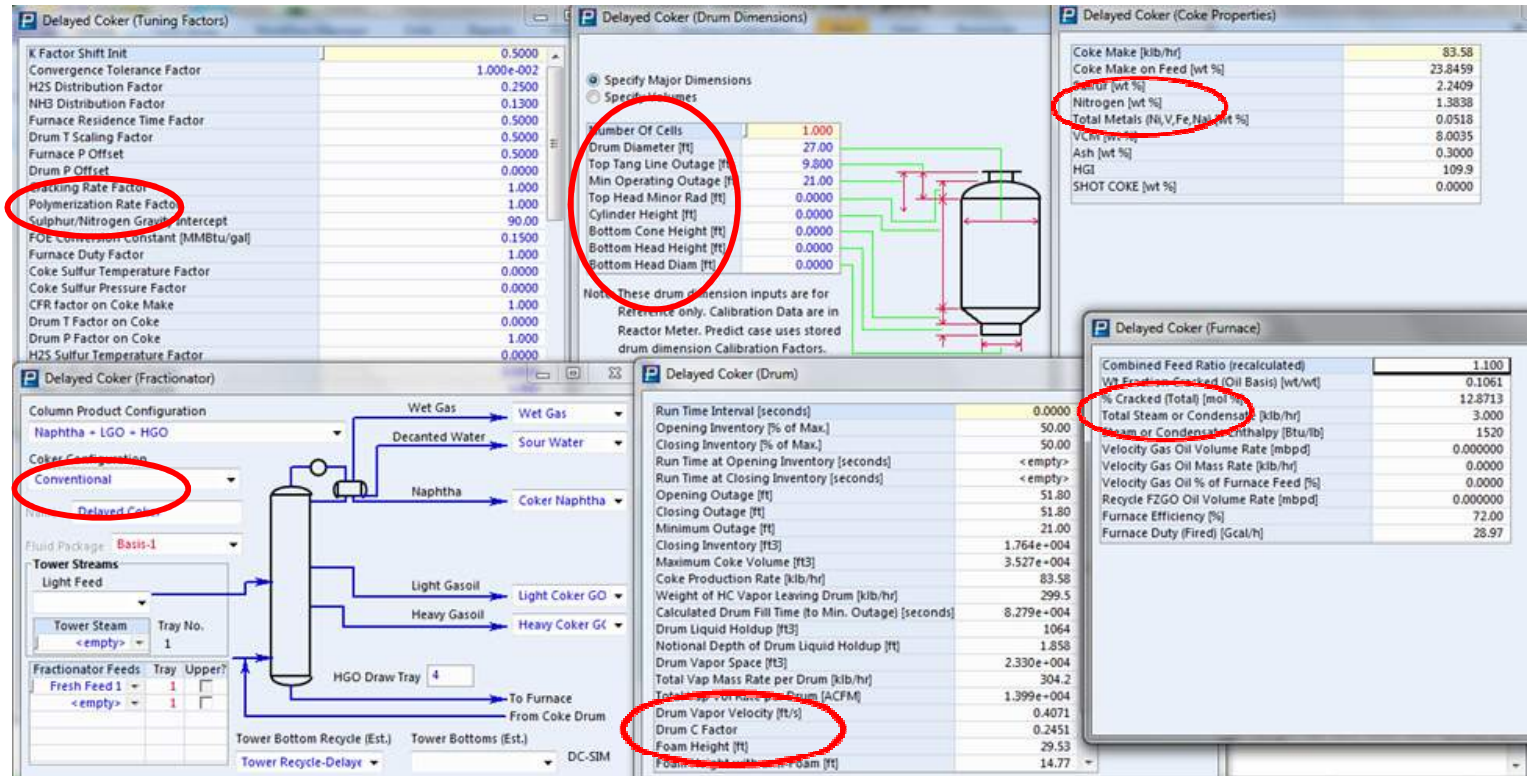 Delayed Coker (Tuning Factors)
K Factor Shift Init 0.5000
Convergence Tolerance Factor 1.000e-002
H2S Distribution Factor 0.2500
NH3 Distribution Factor 0.1300
Furnace Residence Time Factor 0.5000
Drum T Scaling Factor 0.5000
Furnace P Offset 0.5000
Drum P Offset 0.0000
Cracking Rate Factor 1.000
Polymerization Rate Factor 1.000
Sulphur/Nitrogen Gravity Intercept 90.00
FOE Conversion Constant [MMBtu/gal] 0.1500
Furnace Duty Factor 1.000
Coke Sulfur Temperature Factor 0.0000
Coke Sulfur Pressure Factor 0.0000
CFR factor on Coke Make 1.000
Drum T Factor on Coke 0.0000
Drum P Factor on Coke 1.000
H2S Sulfur Temperature Factor 0.0000
Delayed Coker (Drum Dimensions)
Specify Major Dimensions
Specify Volumes
Number Of Cells 1.000
Drum Diameter [ft] 27.00
Top Tang Line Outage [ft 9.800
Min Operating Outage [ft 21.00
Top Head Minor Rad [ft] 0.0000
Cylinder Height [ft] 0.0000
Bottom Cone Height [ft] 0.0000
Bottom Head Height [ft] 0.0000
Bottom Head Diam [ft] 0.0000
Note: These drum dimension inputs are for
Reference only. Calibration Data are in
Reactor Meter. Predict case uses stored
drum dimension Calibration Factors.
Delayed Coker (Coke Properties)
Coke Make [klb/hr] 83.58
Coke Make on Feed [wt %] 23.8459
Sulfur [wt %] 2.2409
Nitrogen [wt %] 1.3838
Total Metals (Ni,V,Fe,Na) [wt %] 0.0518
VCM [wt %] 8.0035
Ash [wt %] 0.3000
HGI 109.9
SHOT COKE [wt %] 0.0000
Delayed Coker (Fractionator)
Column Product Configuration
Naphtha + LGO + HGO
Coker Configuration
Conventional
Delayed Coker
Fluid Package Basis-1
Tower Streams
Light Feed
Tower Steam Tray No.
<empty> 1
Fractionator Feeds Tray Upper?
Fresh Feed 1 1
<empty> 1
Wet Gas Wet Gas
Decanted Water Sour Water
Naphtha Coker Naphtha
Light Gasoil Light Coker GO
Heavy Gasoil Heavy Coker GC
HGO Draw Tray 4
To Furnace
From Coke Drum
Tower Bottom Recycle (Est.) Tower Bottoms (Est.)
Tower Recycle-Delaye DC-SIM
Delayed Coker (Drum)
Run Time Interval [seconds] 0.0000
Opening Inventory [% of Max.] 50.00
Closing Inventory [% of Max.] 50.00
Run Time at Opening Inventory [seconds] <empty>
Run Time at Closing Inventory [seconds] <empty>
Opening Outage [ft] 51.80
Closing Outage [ft] 51.80
Minimum Outage [ft] 21.00
Closing Inventory [ft3] 1.764e+004
Maximum Coke Volume [ft3] 3.527e+004
Coke Production Rate [klb/hr] 83.58
Weight of HC Vapor Leaving Drum [klb/hr] 299.5
Calculated Drum Fill Time (to Min. Outage) [seconds] 8.279e+004
Drum Liquid Holdup [ft3] 1064
Notional Depth of Drum Liquid Holdup [ft] 1.858
Drum Vapor Space [ft3] 2.330e+004
Total Vap Mass Rate per Drum [klb/hr] 304.2
Total Vap Vol Rate per Drum [ACFM] 1.399e+004
Drum Vapor Velocity [ft/s] 0.4071
Drum C Factor 0.2451
Foam Height [ft] 29.53
Foam Height with Foam [ft] 14.77
Delayed Coker (Furnace)
Combined Feed Ratio (recalculated) 1.100
Wt Fraction Cracked (Oil Basis) [wt/wt] 0.1061
% Cracked (Total) [mol %] 12.8713
Total Steam or Condensate [klb/hr] 3.000
Steam or Condensate Enthalpy [Btu/lb] 1520
Velocity Gas Oil Volume Rate [mbpd] 0.000000
Velocity Gas Oil Mass Rate [klb/hr] 0.0000
Velocity Gas Oil % of Furnace Feed [%] 0.0000
Recycle FZGO Oil Volume Rate [mbpd] 0.000000
Furnace Efficiency [%] 72.00
Furnace Duty (Fired) [Gcal/h] 28.97